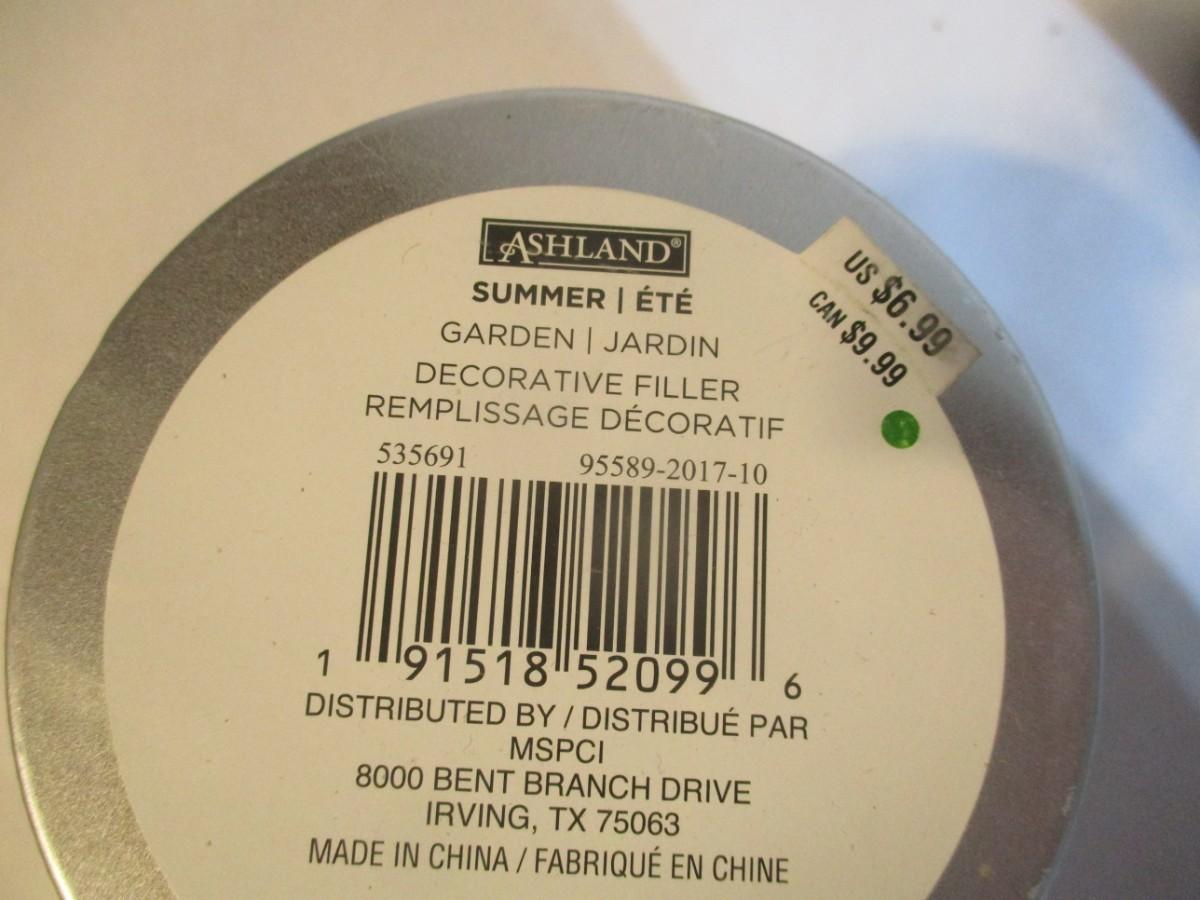 ASHLAND®
SUMMER | ÉTÉ
GARDEN | JARDIN
DECORATIVE FILLER
REMPLISSAGE DÉCORATIF
US $6.99
CAN $9.99
535691 95589-2017-10
1 91518 52099 6
DISTRIBUTED BY / DISTRIBUÉ PAR
MSPCI
8000 BENT BRANCH DRIVE
IRVING, TX 75063
MADE IN CHINA / FABRIQUÉ EN CHINE